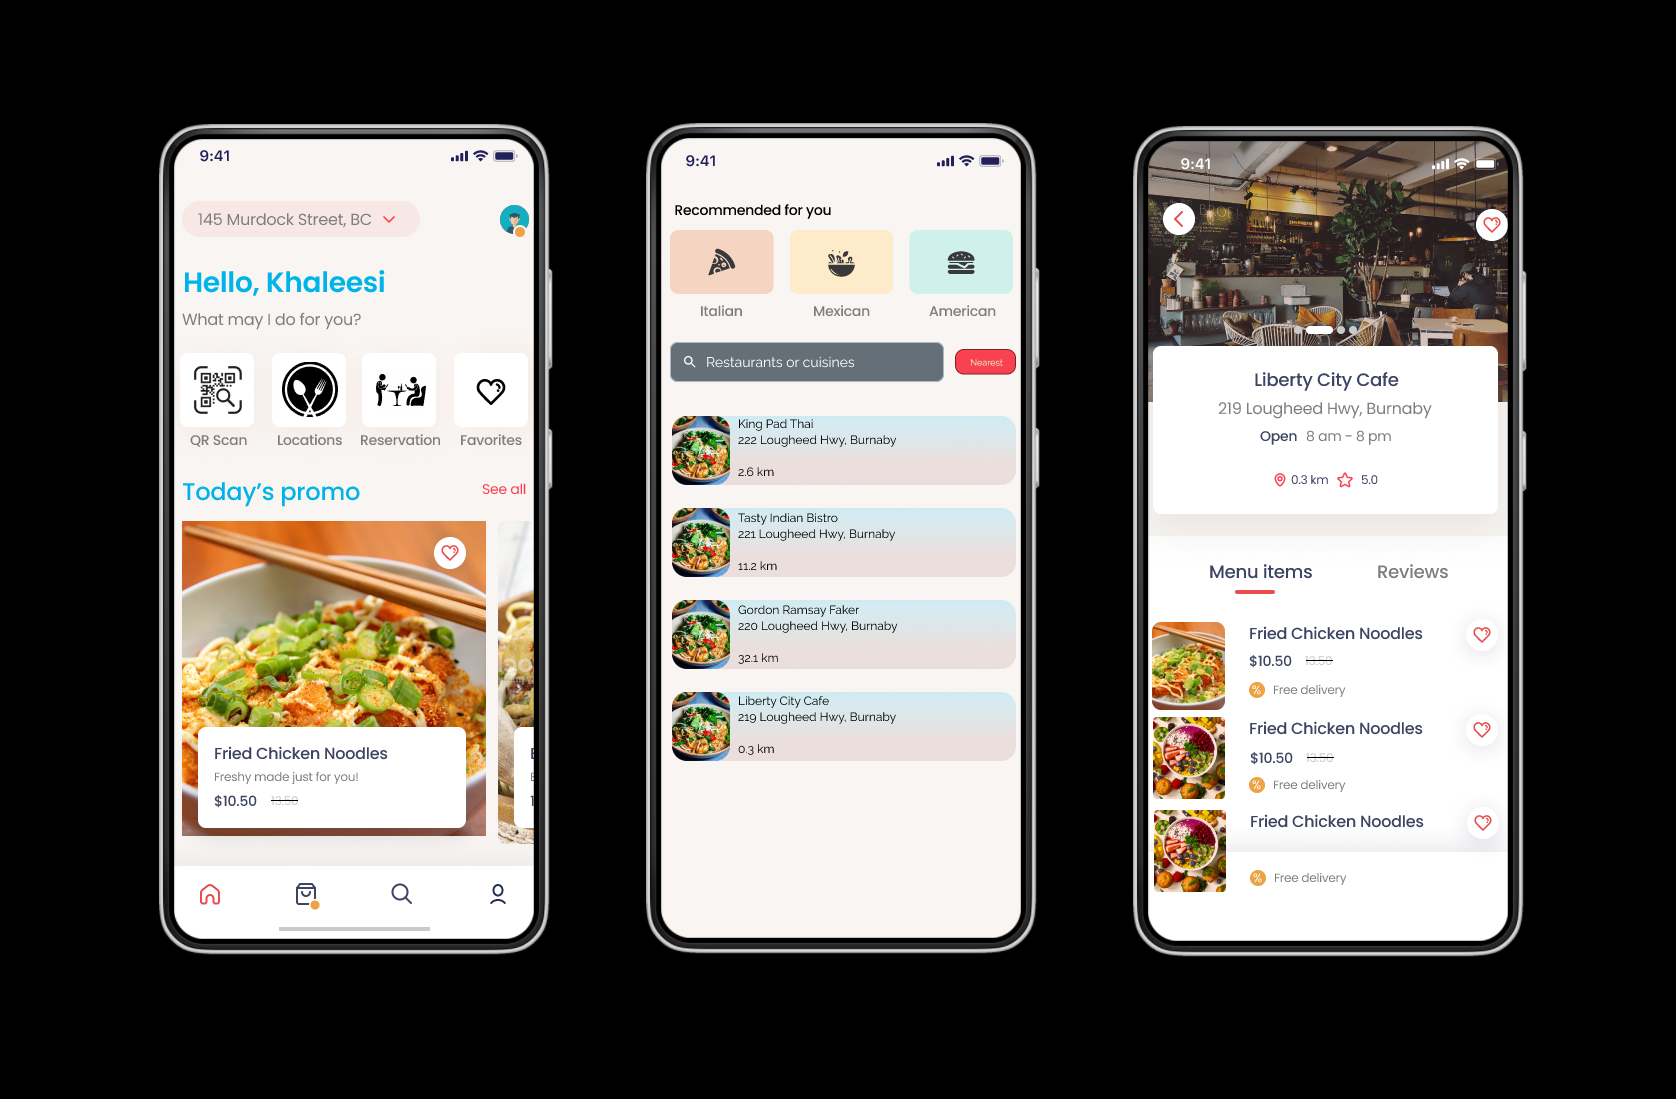 9:41
145 Murdock Street, BC
Hello, Khaleesi
What may I do for you?
QR Scan
Locations
Reservation
Favorites
Today's promo
See all
Fried Chicken Noodles
Freshy made just for you!
$10.50 13.50
9:41
Recommended for you
Italian
Mexican
American
Restaurants or cuisines
Nearest
King Pad Thai
222 Lougheed Hwy, Burnaby
2.6 km
Tasty Indian Bistro
221 Lougheed Hwy, Burnaby
11.2 km
Gordon Ramsay Faker
220 Lougheed Hwy, Burnaby
32.1 km
Liberty City Cafe
219 Lougheed Hwy, Burnaby
0.3 km
9:41
Liberty City Cafe
219 Lougheed Hwy, Burnaby
Open 8 am - 8 pm
0.3 km 5.0
Menu items
Reviews
Fried Chicken Noodles
$10.50 13.50
% Free delivery
Fried Chicken Noodles
$10.50 13.50
% Free delivery
Fried Chicken Noodles
% Free delivery